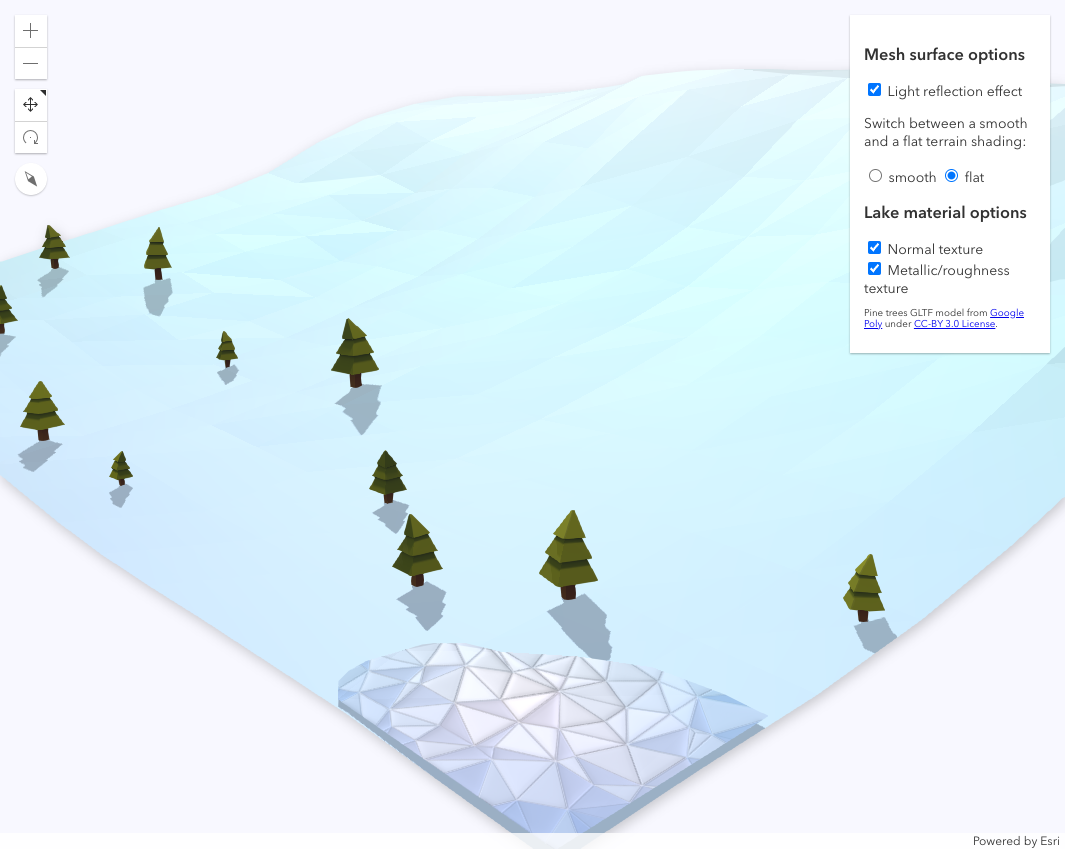 Mesh surface options
Light reflection effect
Switch between a smooth
and a flat terrain shading:
smooth flat
Lake material options
Normal texture
Metallic/roughness
texture
Pine trees GLTF model from Google
Poly under CC-BY 3.0 License.
Powered by Esri